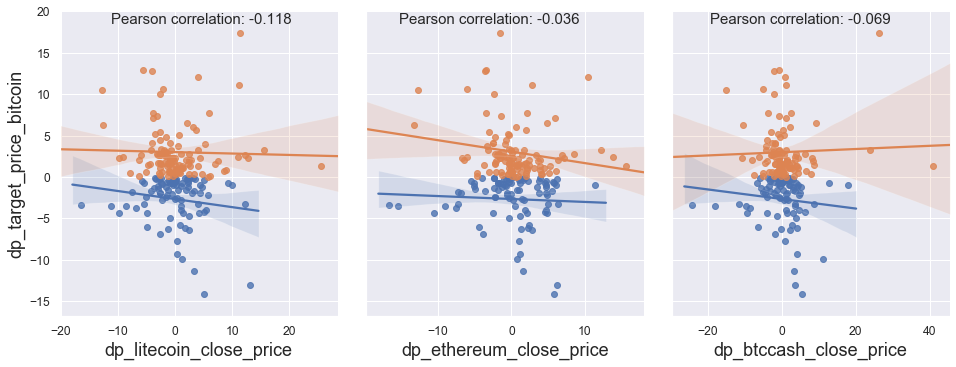 Pearson correlation: -0.118
Pearson correlation: -0.036
Pearson correlation: -0.069
dp_target_price_bitcoin
20
15
10
5
0
−5
−10
−15
−20
−10
0
10
20
−10
0
10
−20
0
20
40
dp_litecoin_close_price
dp_ethereum_close_price
dp_btccash_close_price